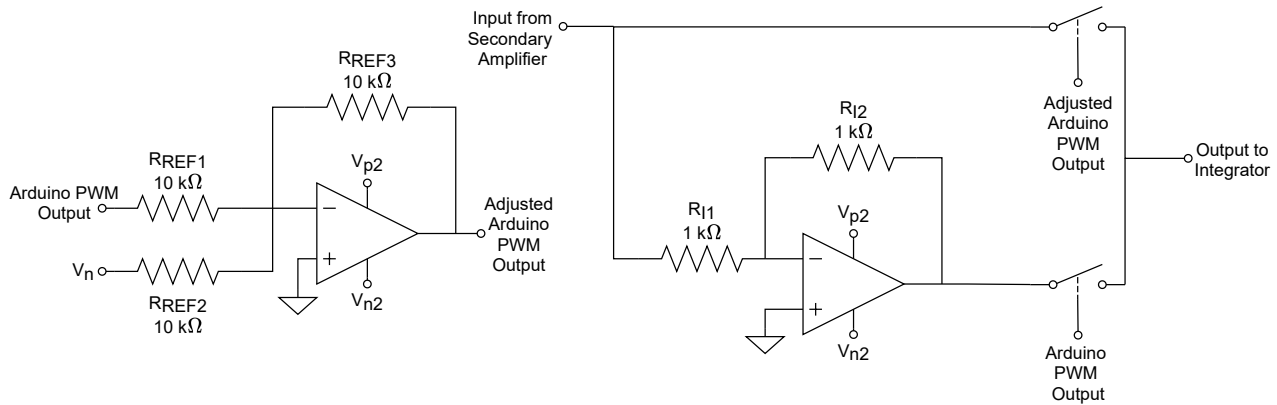 Input from
Secondary
Amplifier
RREF3
10 kΩ
Adjusted
Arduino
PWM
Output
RI2
1 kΩ
RREF1
10 kΩ
Vp2
Arduino PWM
Output
Output to
Integrator
Adjusted
Arduino
PWM
Output
RI1
1 kΩ
Vp2
−
+
Vn
RREF2
10 kΩ
Vn2
−
+
Vn2
Arduino
PWM
Output